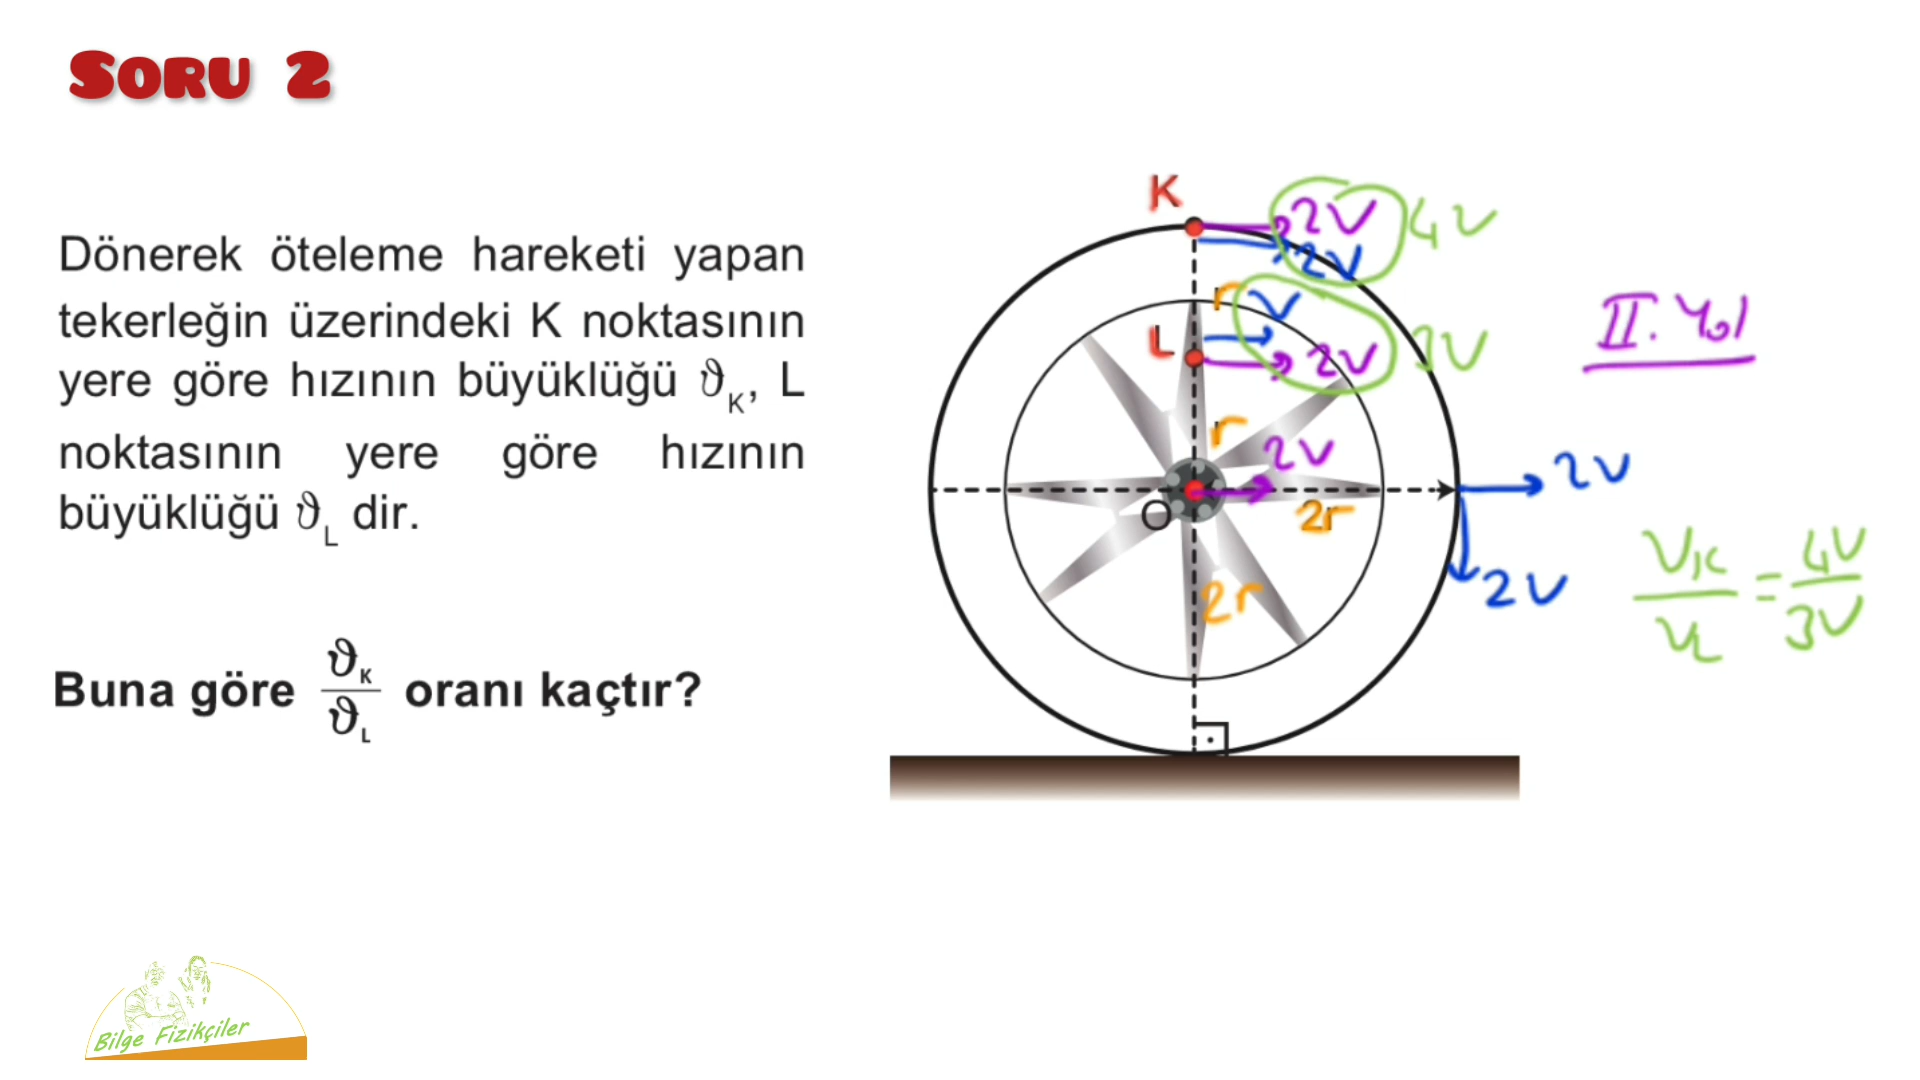 SORU 2
Dönerek öteleme hareketi yapan
tekerleğin üzerindeki K noktasının
yere göre hızının büyüklüğü ϑK, L
noktasının yere göre hızının
büyüklüğü ϑL dir.
Buna göre ϑK/ϑL oranı kaçtır?
K
2V
4V
2V
r
V
L
2V
3V
II. Yol
r
2V
2V
O
2r
2r
2V
VK/VL = 4V/3V
Bilge Fizikçiler